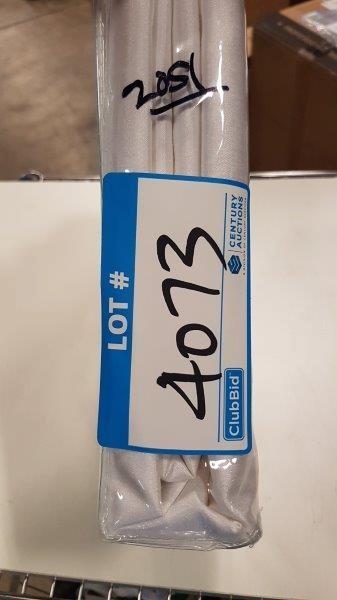 2051
LOT #
4073
CENTURY
AUCTIONS
ClubBid